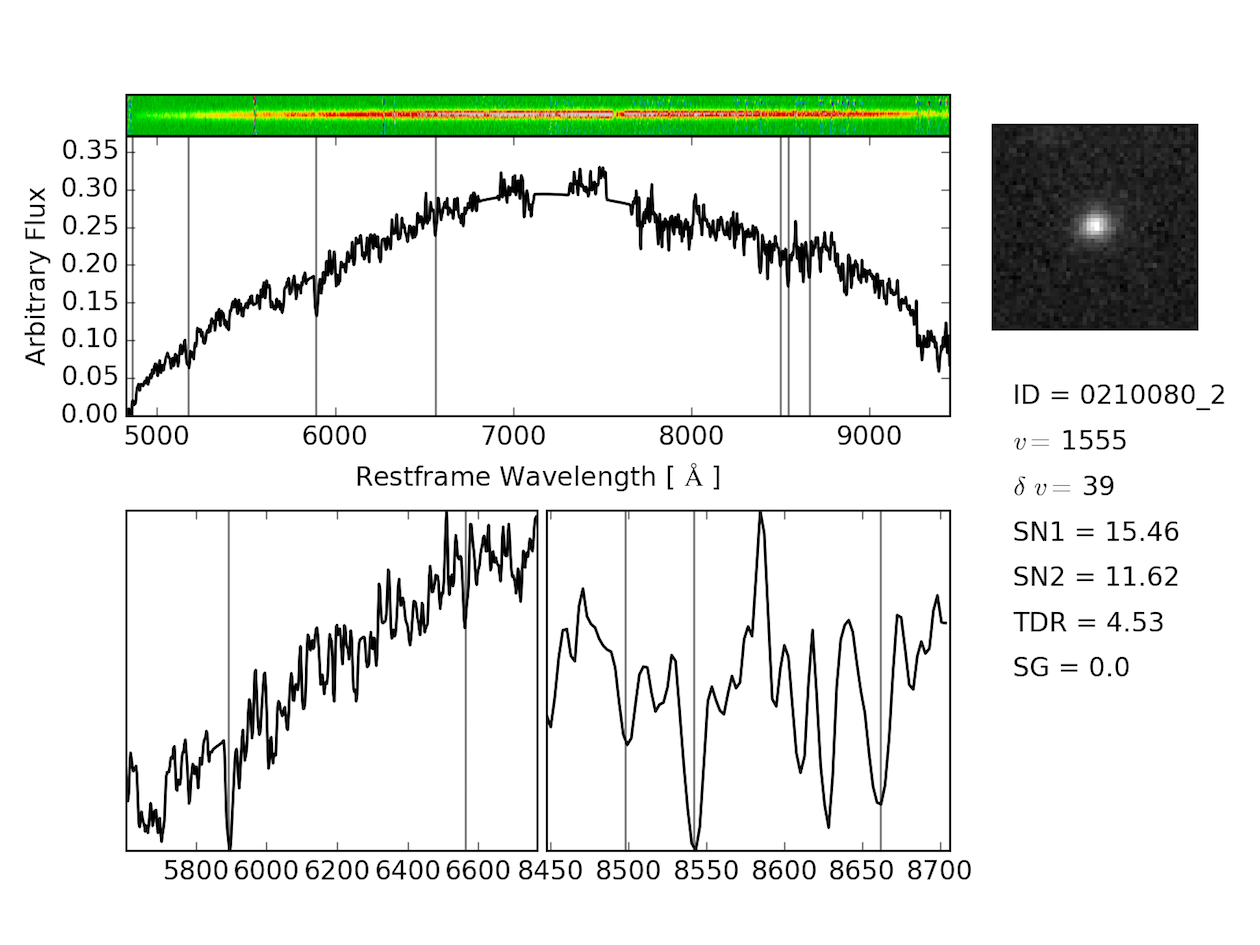 0.35
0.30
0.25
0.20
0.15
0.10
0.05
0.00
Arbitrary Flux
5000 6000 7000 8000 9000
Restframe Wavelength [ Å ]
5800 6000 6200 6400 6600 8450 8500 8550 8600 8650 8700
ID = 0210080_2
v = 1555
δ v = 39
SN1 = 15.46
SN2 = 11.62
TDR = 4.53
SG = 0.0